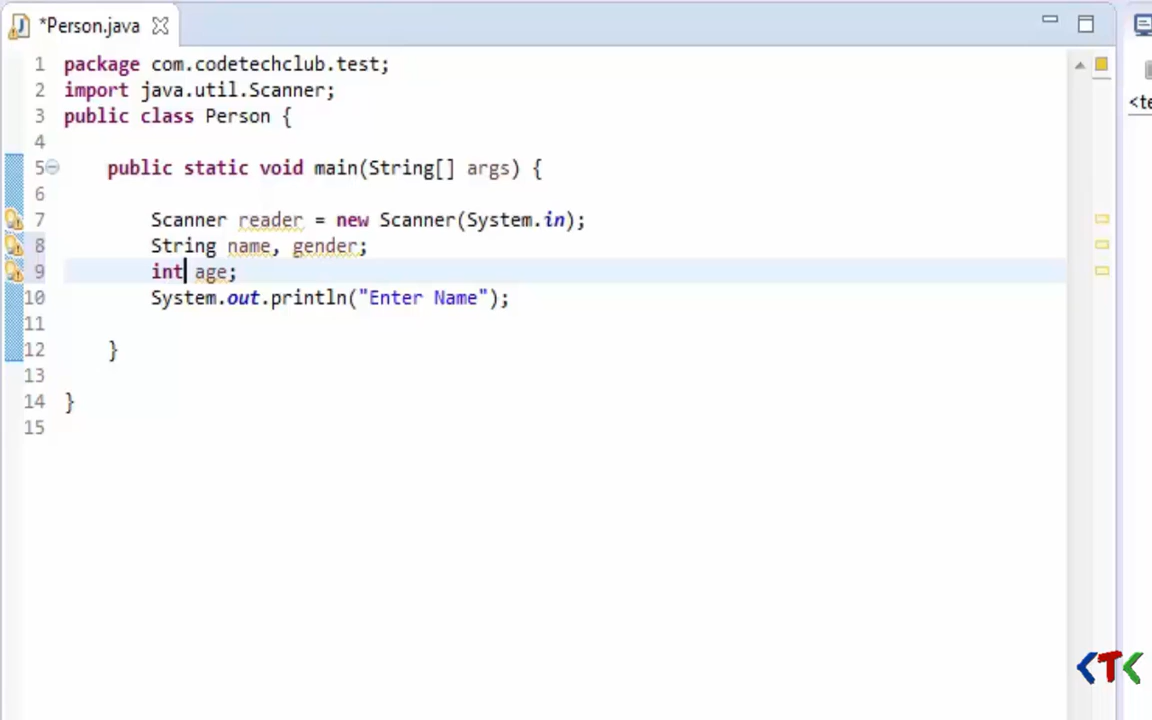 *Person.java
1 package com.codetechclub.test;
2 import java.util.Scanner;
3 public class Person {
4
5 public static void main(String[] args) {
6
7 Scanner reader = new Scanner(System.in);
8 String name, gender;
9 int age;
10 System.out.println("Enter Name");
11
12 }
13
14 }
15
<te
CTC